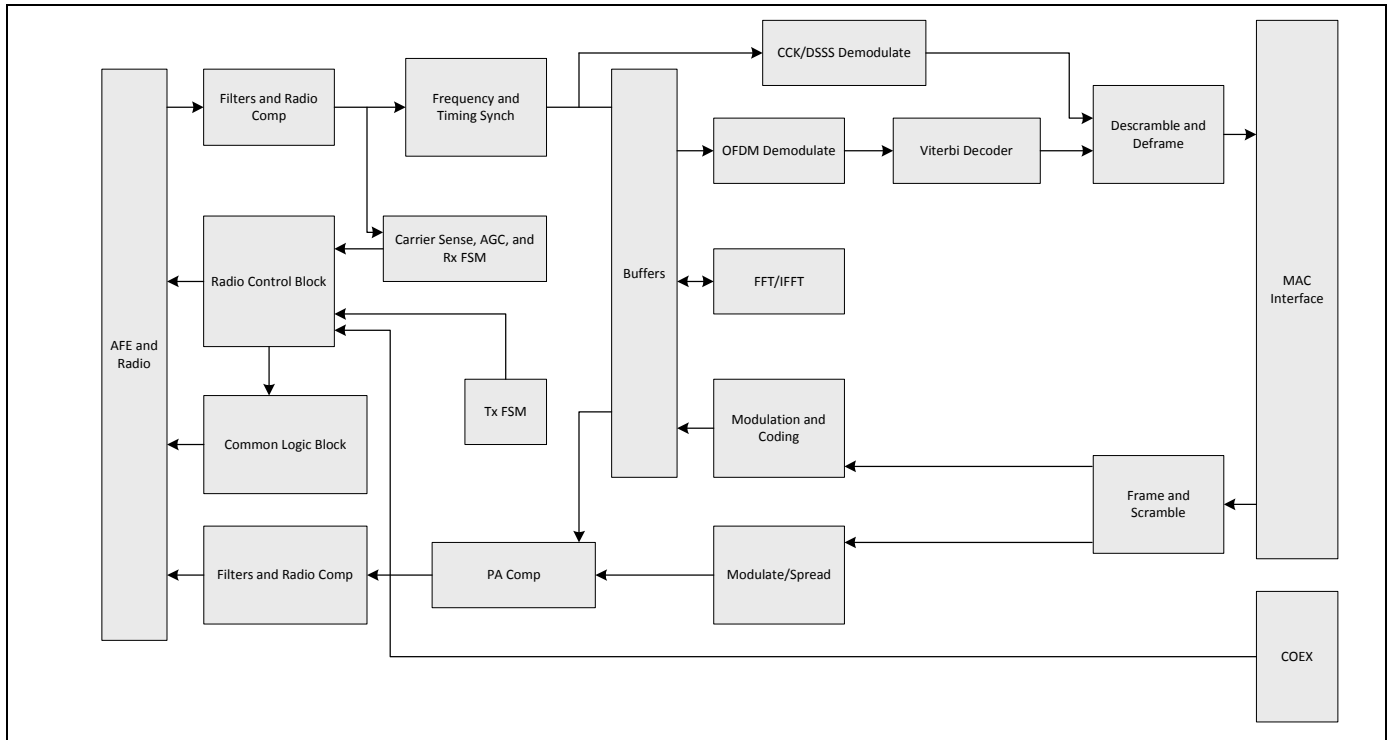 CCK/DSSS Demodulate
Filters and Radio
Comp
Frequency and
Timing Synch
Descramble and
Deframe
OFDM Demodulate
Viterbi Decoder
Carrier Sense, AGC, and
Rx FSM
Radio Control Block
Buffers
FFT/IFFT
MAC
Interface
AFE and
Radio
Tx FSM
Modulation and
Coding
Common Logic Block
Frame and
Scramble
Filters and Radio Comp
PA Comp
Modulate/Spread
COEX